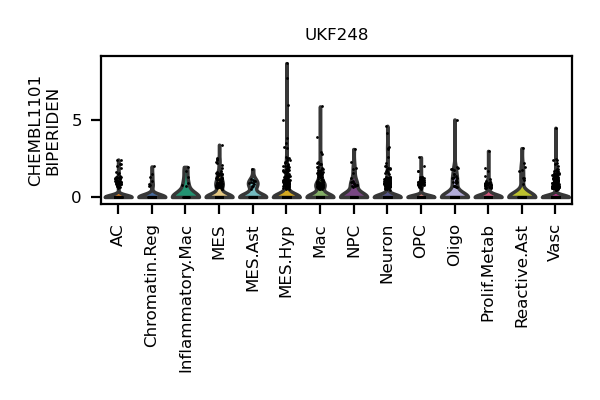 UKF248
CHEMBL1101
BIPERIDEN
5
0
AC
Chromatin.Reg
Inflammatory.Mac
MES
MES.Ast
MES.Hyp
Mac
NPC
Neuron
OPC
Oligo
Prolif.Metab
Reactive.Ast
Vasc